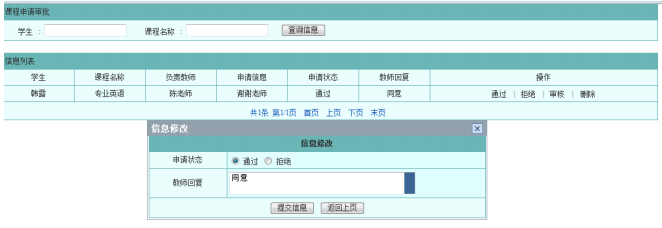 课程申请审批
学生 : 课程名称 : 查询信息
信息列表
学生 课程名称 负责教师 申请信息 申请状态 教师回复 操作
韩露 专业英语 陈老师 谢谢老师 通过 同意 通过 | 拒绝 | 审核 | 删除
共1条 第1/1页 首页 上页 下页 末页
信息修改
信息修改
申请状态 通过 拒绝
教师回复 同意
提交信息 返回上页